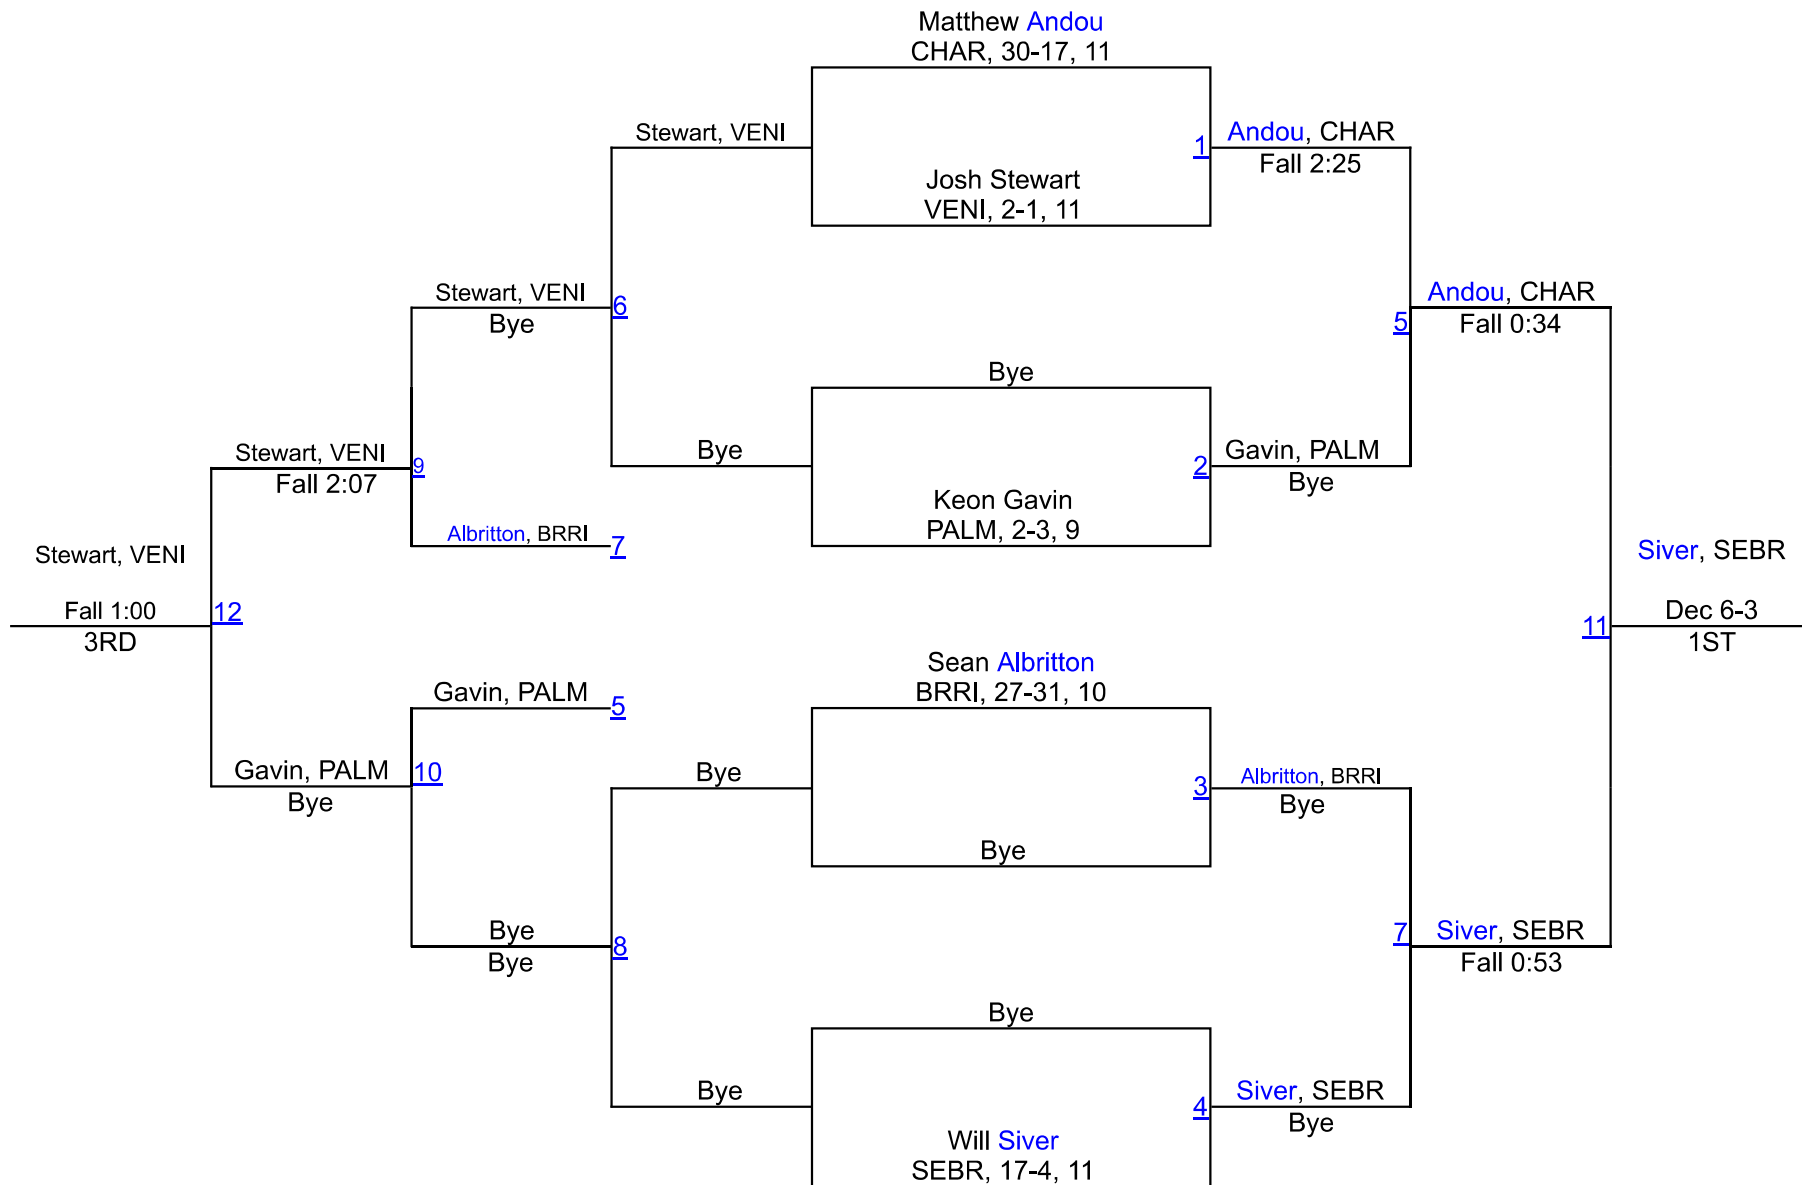 Matthew Andou
CHAR, 30-17, 11
Stewart, VENI
1
Andou, CHAR
Fall 2:25
Josh Stewart
VENI, 2-1, 11
Stewart, VENI
Bye
6
Andou, CHAR
Fall 0:34
5
Bye
Stewart, VENI
Fall 2:07
9
Bye
2
Gavin, PALM
Bye
Keon Gavin
PALM, 2-3, 9
Albritton, BRRI
7
Stewart, VENI
Fall 1:00
3RD
12
Siver, SEBR
Dec 6-3
1ST
11
Sean Albritton
BRRI, 27-31, 10
Gavin, PALM
5
Gavin, PALM
Bye
10
Bye
3
Albritton, BRRI
Bye
Bye
Bye
Bye
8
7
Siver, SEBR
Fall 0:53
Bye
Bye
4
Siver, SEBR
Bye
Will Siver
SEBR, 17-4, 11